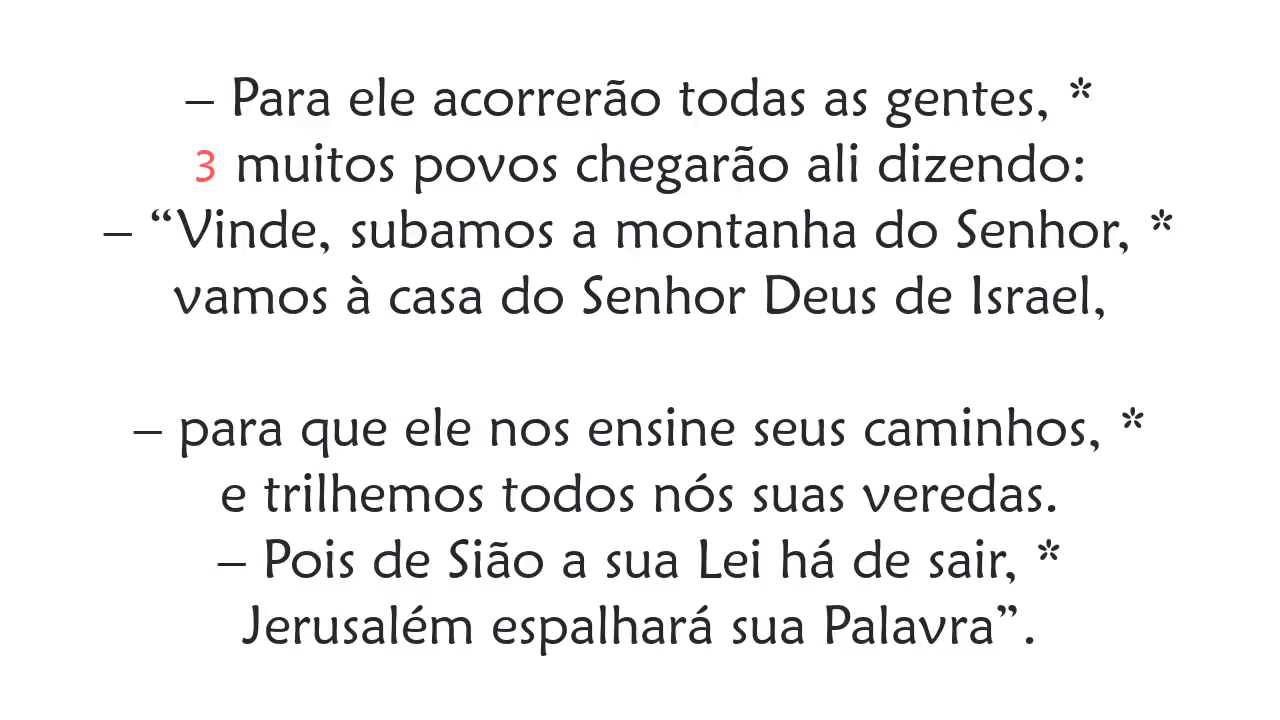 – Para ele acorrerão todas as gentes, *
3 muitos povos chegarão ali dizendo:
– “Vinde, subamos a montanha do Senhor, *
vamos à casa do Senhor Deus de Israel,
– para que ele nos ensine seus caminhos, *
e trilhemos todos nós suas veredas.
– Pois de Sião a sua Lei há de sair, *
Jerusalém espalhará sua Palavra”.